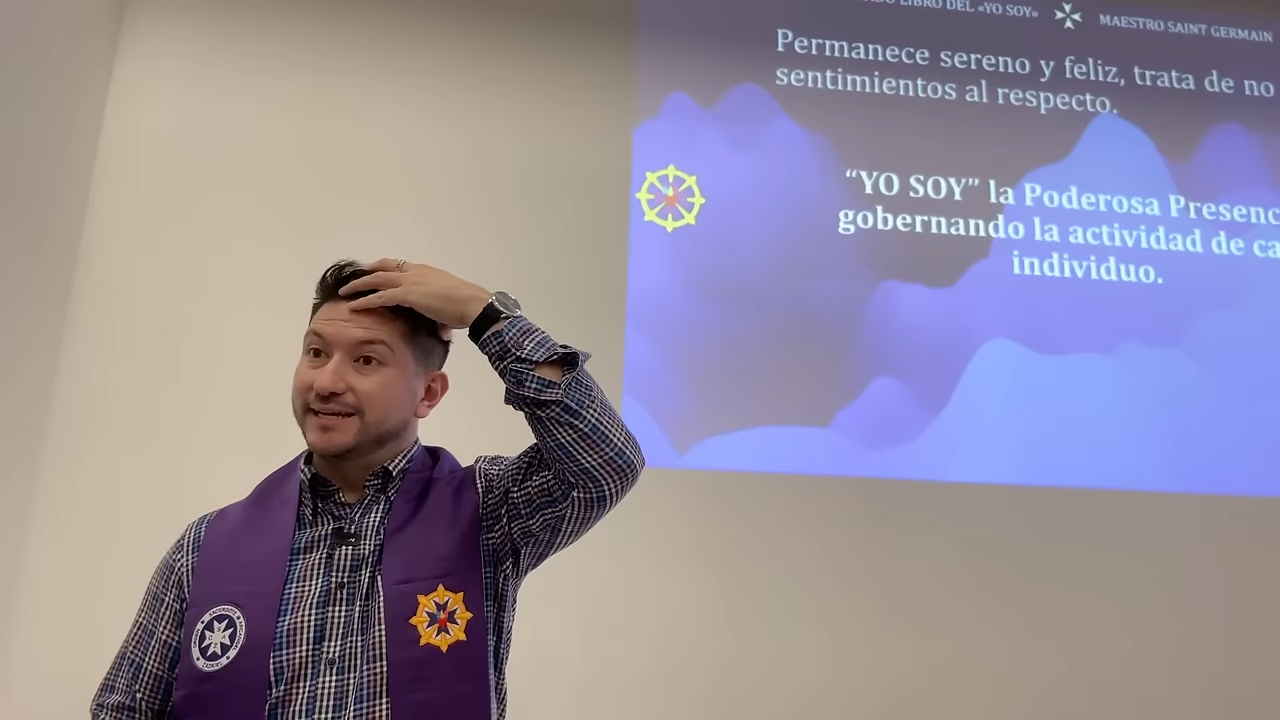 LIBRO DEL «YO SOY» MAESTRO SAINT GERMAIN
Permanece sereno y feliz, trata de no
sentimientos al respecto.
“YO SOY” la Poderosa Presenc
gobernando la actividad de ca
individuo.
ZADKIEL